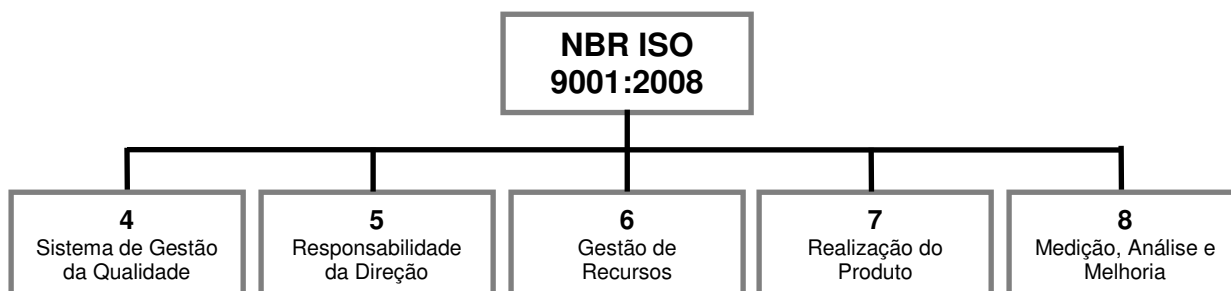 NBR ISO
9001:2008
4
Sistema de Gestão
da Qualidade
5
Responsabilidade
da Direção
6
Gestão de
Recursos
7
Realização do
Produto
8
Medição, Análise e
Melhoria